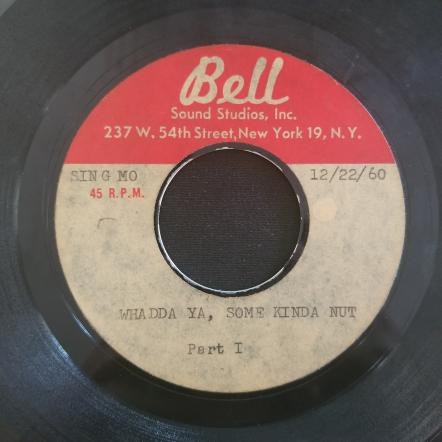 Bell
Sound Studios, Inc.
237 W. 54th Street, New York 19, N.Y.
SING MO 12/22/60
45 R.P.M.
WHADDA YA, SOME KINDA NUT
Part I